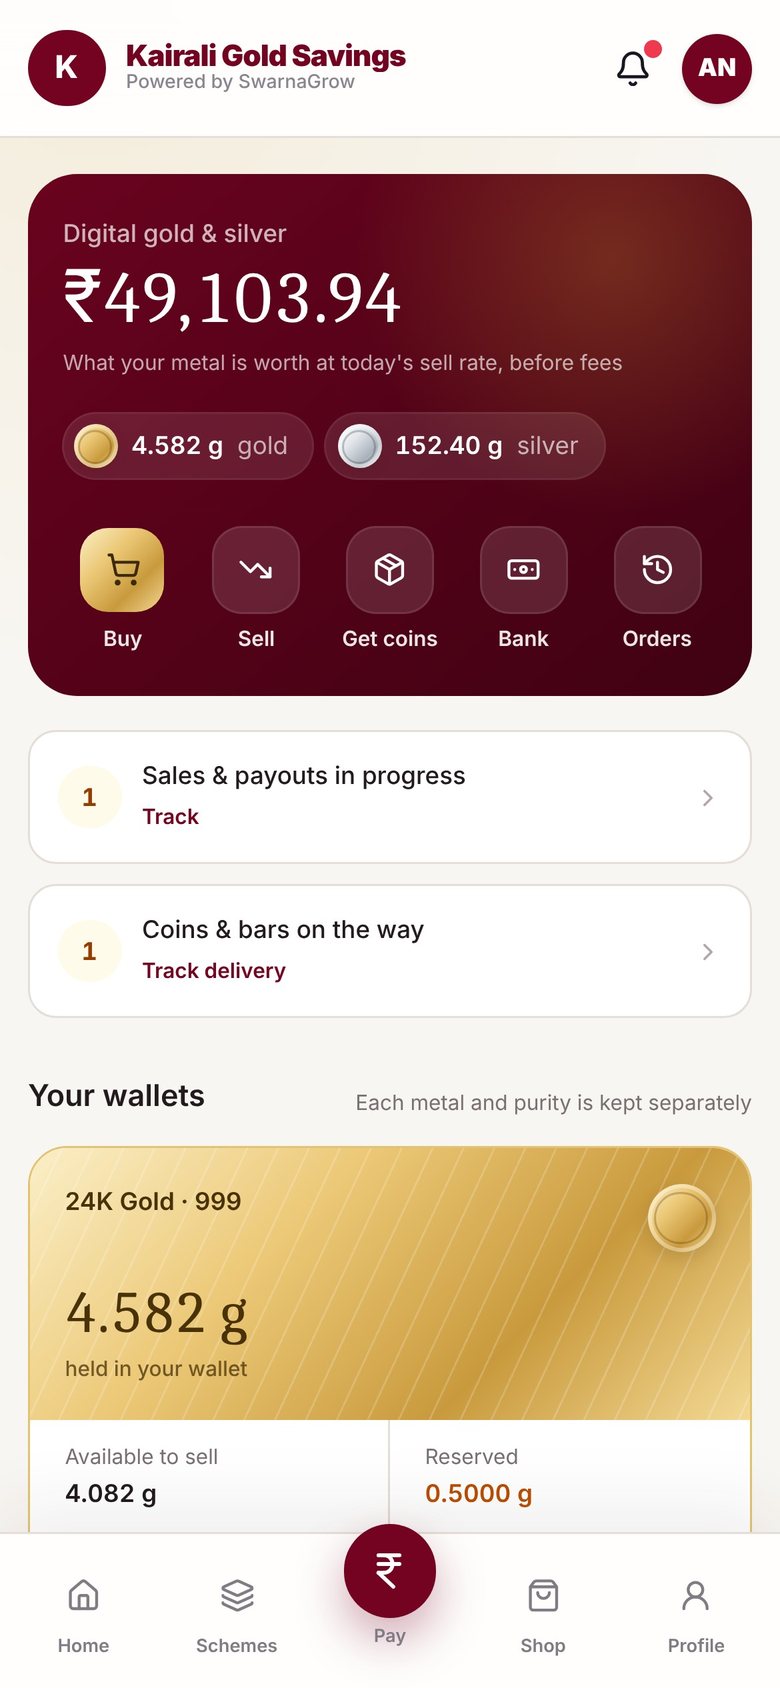 K
Kairali Gold Savings
Powered by SwarnaGrow
AN
Digital gold & silver
₹49,103.94
What your metal is worth at today's sell rate, before fees
4.582 g gold
152.40 g silver
Buy
Sell
Get coins
Bank
Orders
1
Sales & payouts in progress
Track
1
Coins & bars on the way
Track delivery
Your wallets
Each metal and purity is kept separately
24K Gold · 999
4.582 g
held in your wallet
Available to sell
4.082 g
Reserved
0.5000 g
Home
Schemes
₹
Pay
Shop
Profile